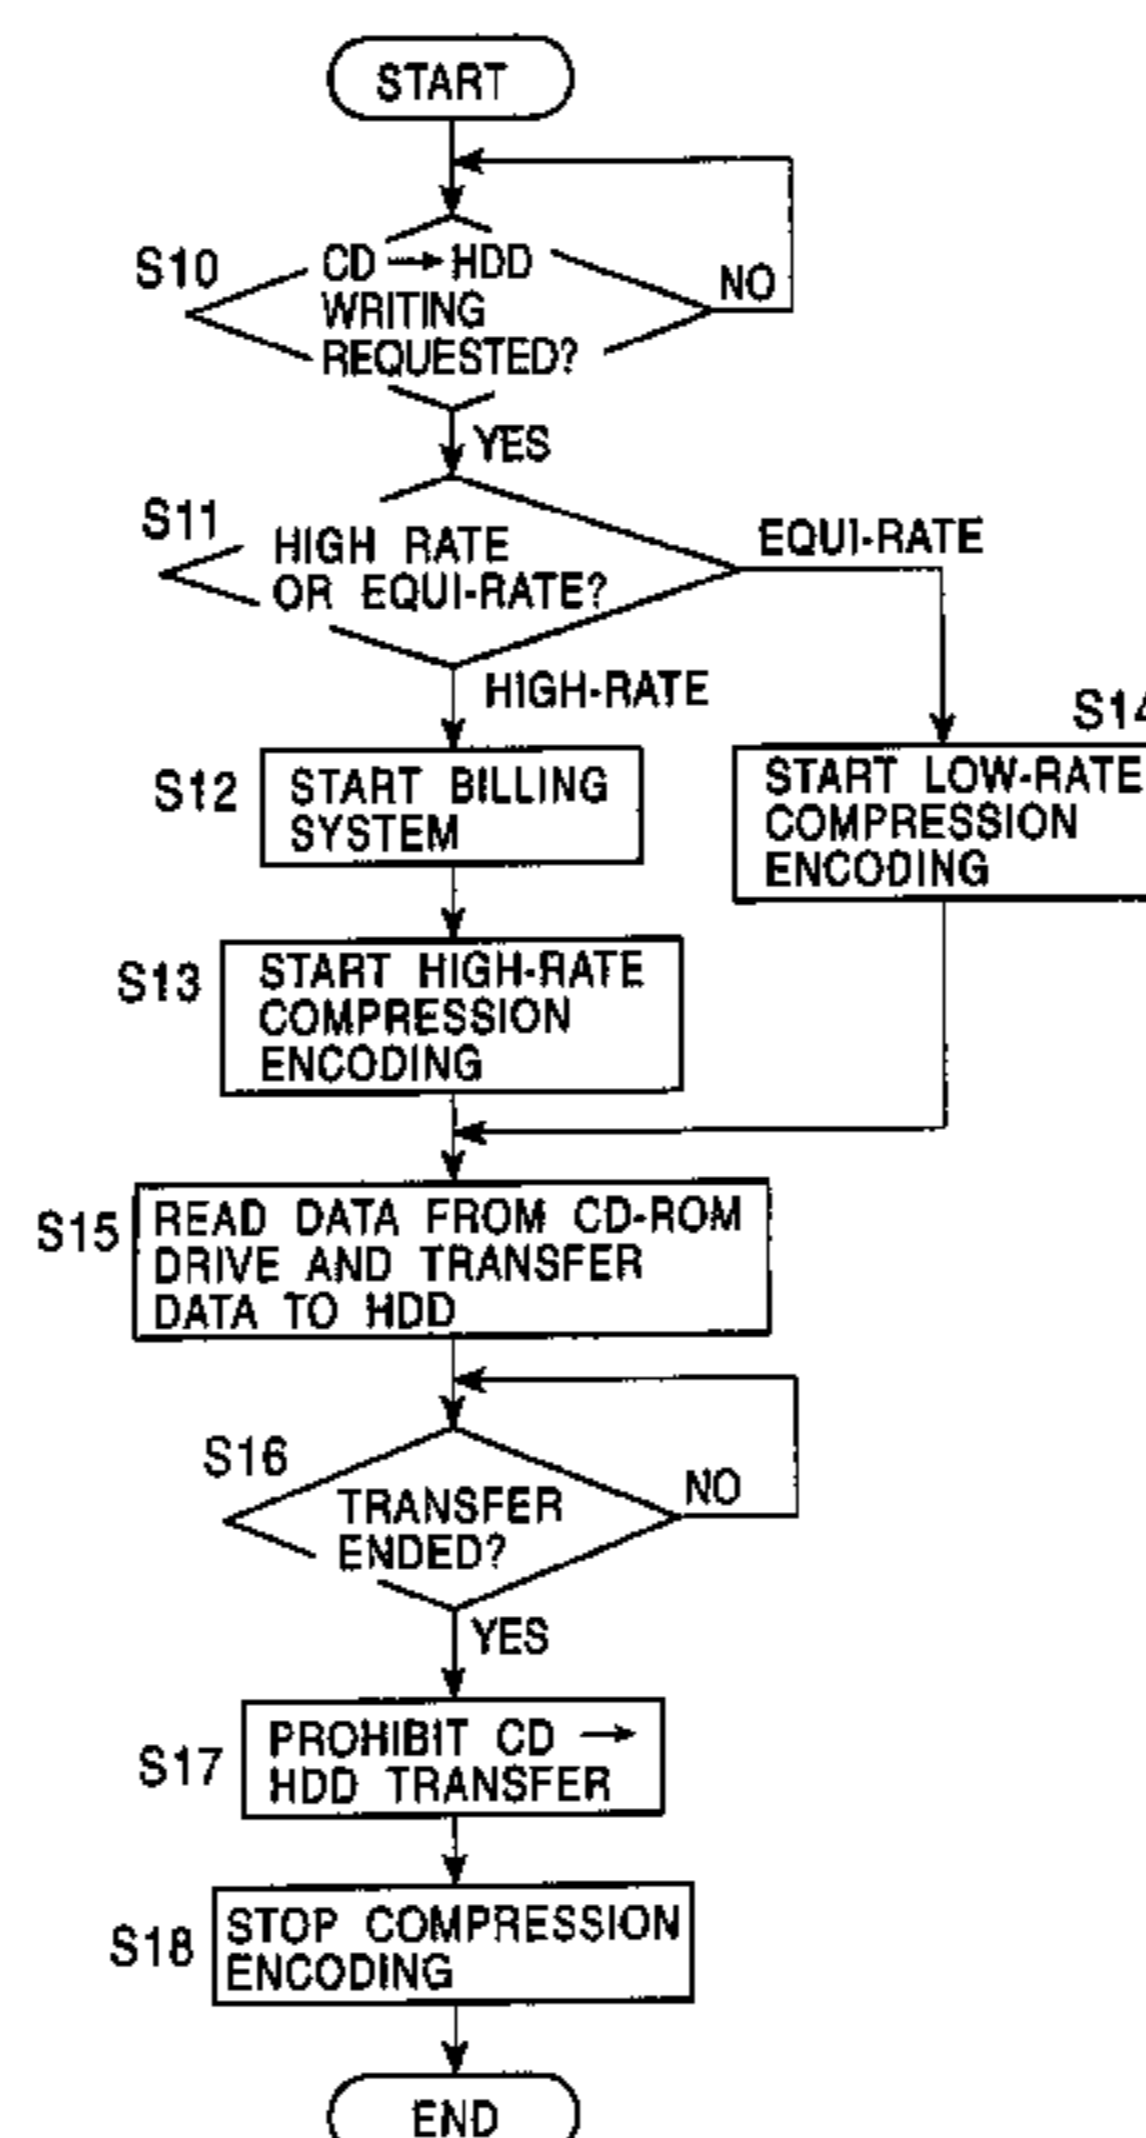 START
S10
CD → HDD
WRITING
REQUESTED?
NO
YES
S11
HIGH RATE
OR EQUI-RATE?
EQUI-RATE
HIGH-RATE
S12
START BILLING
SYSTEM
S14
START LOW-RATE
COMPRESSION
ENCODING
S13
START HIGH-RATE
COMPRESSION
ENCODING
S15
READ DATA FROM CD-ROM
DRIVE AND TRANSFER
DATA TO HDD
S16
TRANSFER
ENDED?
NO
YES
S17
PROHIBIT CD →
HDD TRANSFER
S18
STOP COMPRESSION
ENCODING
END